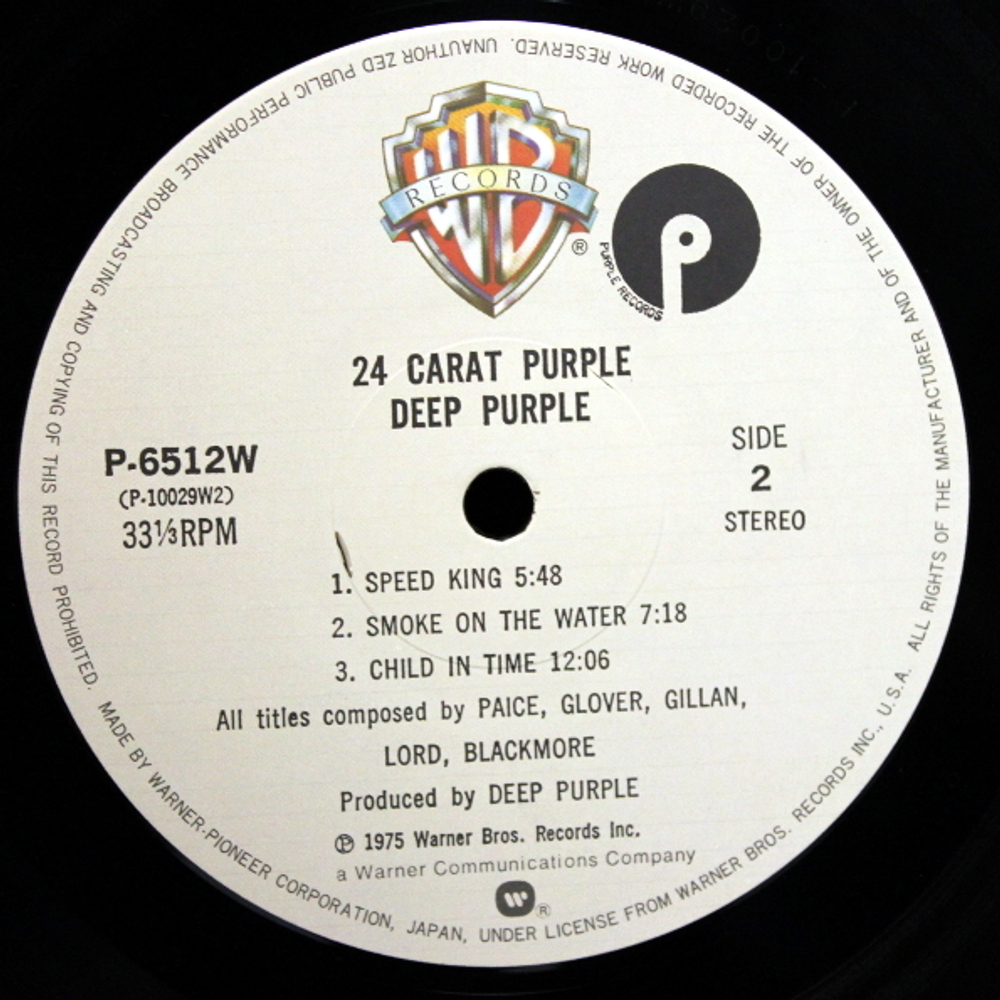 WB
RECORDS
®
P
PURPLE RECORDS
24 CARAT PURPLE
DEEP PURPLE
P-6512W
(P-10029W2)
33⅓RPM
SIDE
2
STEREO
1. SPEED KING 5:48
2. SMOKE ON THE WATER 7:18
3. CHILD IN TIME 12:06
All titles composed by PAICE, GLOVER, GILLAN,
LORD, BLACKMORE
Produced by DEEP PURPLE
℗ 1975 Warner Bros. Records Inc.
a Warner Communications Company
W®
MADE BY WARNER-PIONEER CORPORATION, JAPAN, UNDER LICENSE FROM WARNER BROS. RECORDS INC., U.S.A. ALL RIGHTS OF THE MANUFACTURER AND OF THE OWNER OF THE RECORDED WORK RESERVED. UNAUTHOR ZED PUBLIC PERFORMANCE BROADCASTING AND COPYING OF THIS RECORD PROHIBITED.